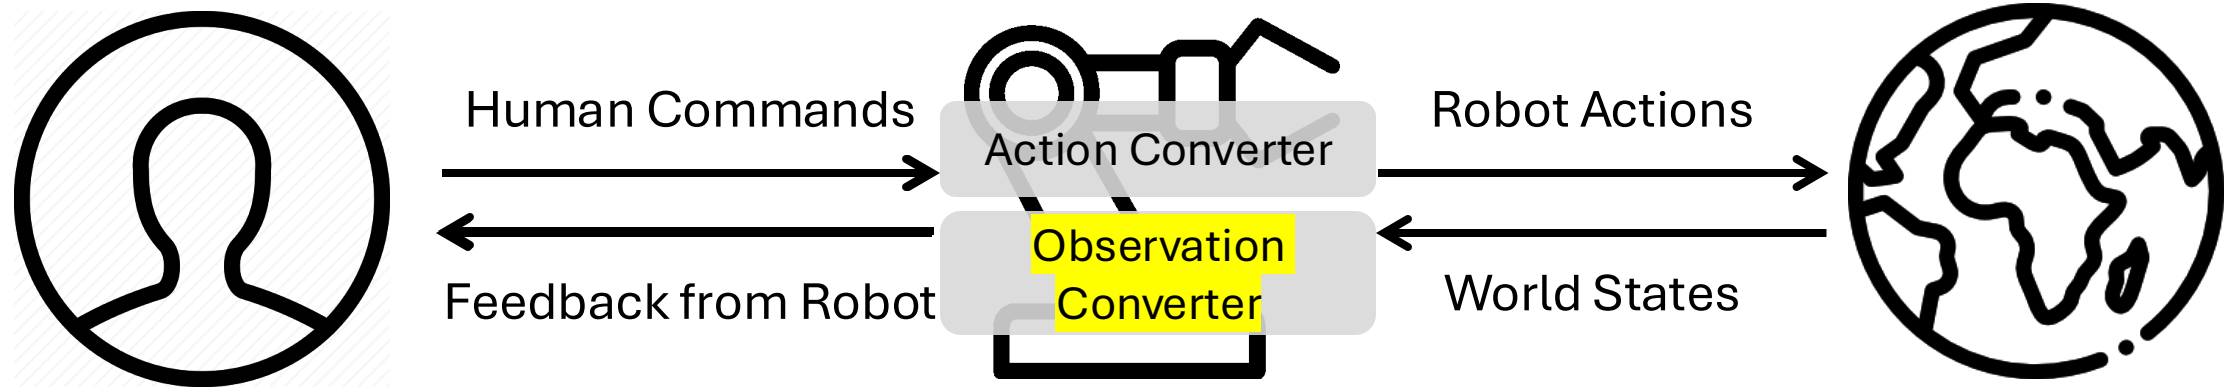 Human Commands
Action Converter
Robot Actions
Feedback from Robot
Observation
Converter
World States